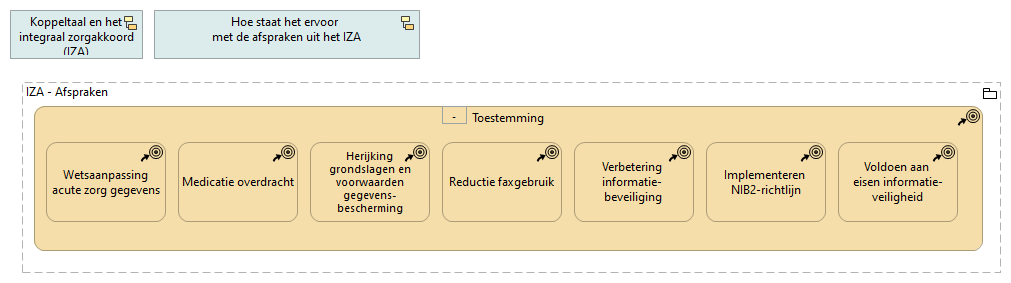 Koppeltaal en het
integraal zorgakkoord
(IZA)
Hoe staat het ervoor
met de afspraken uit het IZA
IZA - Afspraken
- Toestemming
Wetsaanpassing
acute zorg gegevens
Medicatie overdracht
Herijking
grondslagen en
voorwaarden
gegevens-
bescherming
Reductie faxgebruik
Verbetering
informatie-
beveiliging
Implementeren
NIB2-richtlijn
Voldoen aan
eisen informatie-
veiligheid